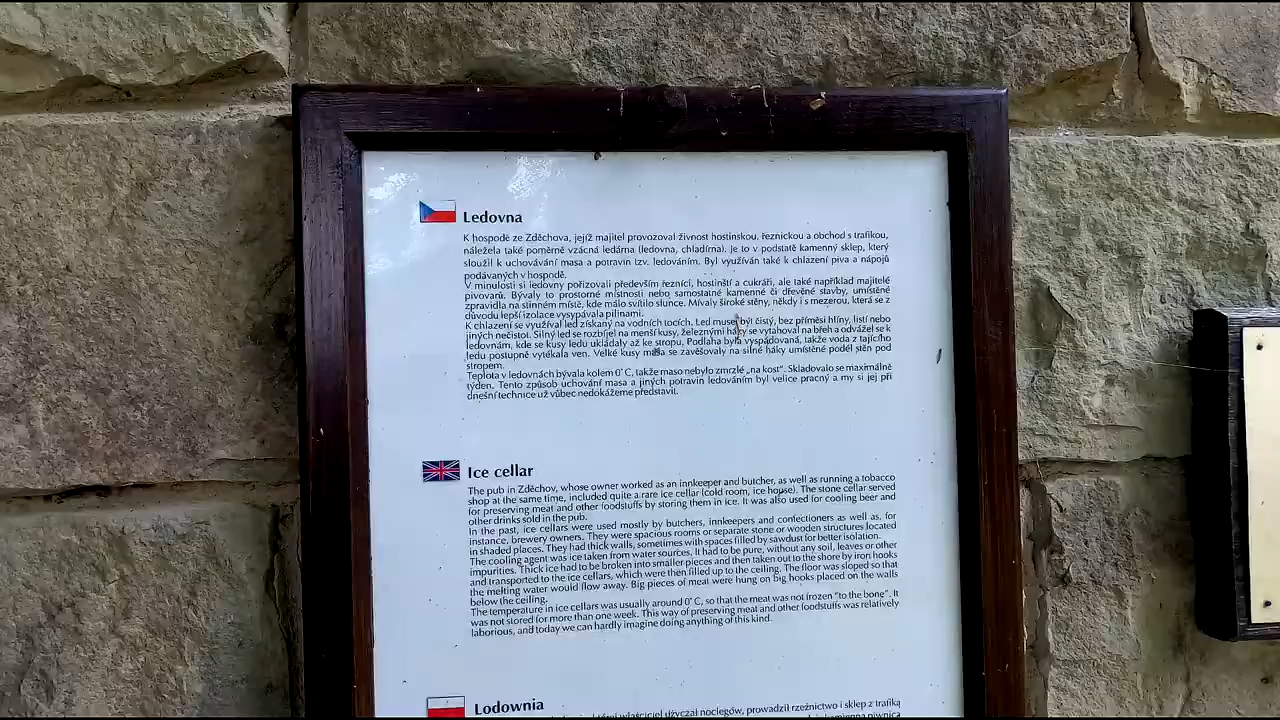 Ledovna
K hospodě ze Zděchova, jejíž majitel provozoval živnost hostinskou, řeznickou a obchod s trafikou,
náležela také poměrně vzácná ledárna (ledovna, chladírna). Je to v podstatě kamenný sklep, který
sloužil k uchovávání masa a potravin tzv. ledováním. Byl využíván také k chlazení piva a nápojů
podávaných v hospodě.
V minulosti si ledovny pořizovali především řezníci, hostinští a cukráři, ale také například majitelé
pivovarů. Bývaly to prostorné místnosti nebo samostatné kamenné či dřevěné stavby, umístěné
zpravidla na stinném místě, kde málo svítilo slunce. Mívaly široké stěny, někdy i s mezerou, která se z
důvodu lepší izolace vysypávala pilinami.
K chlazení se využíval led získaný na vodních tocích. Led musel být čistý, bez příměsí hlíny, listí nebo
jiných nečistot. Silný led se rozbíjel na menší kusy, železnými háky se vytahoval na břeh a odvážel se k
ledovnám, kde se kusy ledu ukládaly až ke stropu. Podlaha byla vyspádovaná, takže voda z tajícího
ledu postupně vytékala ven. Velké kusy masa se zavěšovaly na silné háky umístěné podél stěn pod
stropem.
Teplota v ledovnách bývala kolem 0° C, takže maso nebylo zmrzlé „na kost“. Skladovalo se maximálně
týden. Tento způsob uchování masa a jiných potravin ledováním byl velice pracný a my si jej při
dnešní technice už vůbec nedokážeme představit.
Ice cellar
The pub in Zděchov, whose owner worked as an innkeeper and butcher, as well as running a tobacco
shop at the same time, included quite a rare ice cellar (cold room, ice house). The stone cellar served
for preserving meat and other foodstuffs by storing them in ice. It was also used for cooling beer and
other drinks sold in the pub.
In the past, ice cellars were used mostly by butchers, innkeepers and confectioners as well as, for
instance, brewery owners. They were spacious rooms or separate stone or wooden structures located
in shaded places. They had thick walls, sometimes with spaces filled by sawdust for better isolation.
The cooling agent was ice taken from water sources. It had to be pure, without any soil, leaves or other
impurities. Thick ice had to be broken into smaller pieces and then taken out to the shore by iron hooks
and transported to the ice cellars, which were then filled up to the ceiling. The floor was sloped so that
the melting water would flow away. Big pieces of meat were hung on big hooks placed on the walls
below the ceiling.
The temperature in ice cellars was usually around 0° C, so that the meat was not frozen "to the bone". It
was not stored for more than one week. This way of preserving meat and other foodstuffs was relatively
laborious, and today we can hardly imagine doing anything of this kind.
Lodownia
właściciel użyczał noclegów, prowadził rzeźnictwo i sklep z trafiką